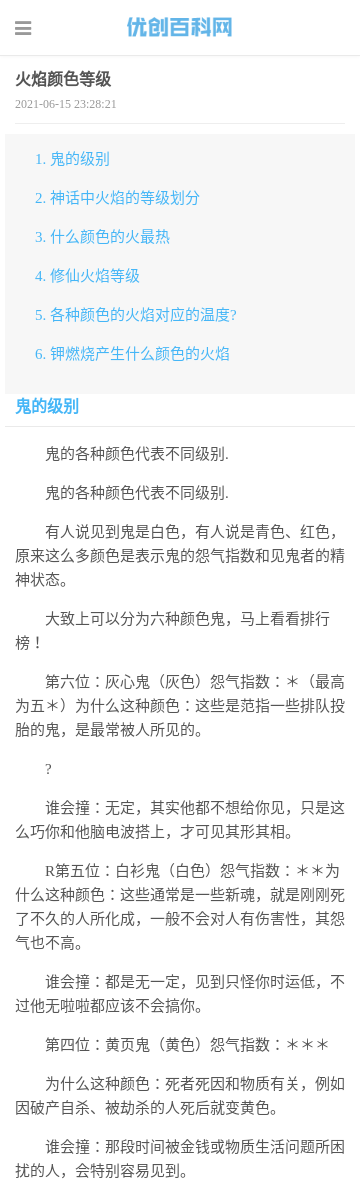 优创百科网
火焰颜色等级
2021-06-15 23:28:21
1. 鬼的级别
2. 神话中火焰的等级划分
3. 什么颜色的火最热
4. 修仙火焰等级
5. 各种颜色的火焰对应的温度?
6. 钾燃烧产生什么颜色的火焰
鬼的级别
鬼的各种颜色代表不同级别.
鬼的各种颜色代表不同级别.
有人说见到鬼是白色，有人说是青色、红色，
原来这么多颜色是表示鬼的怨气指数和见鬼者的精
神状态。
大致上可以分为六种颜色鬼，马上看看排行
榜！
第六位：灰心鬼（灰色）怨气指数：＊（最高
为五＊）为什么这种颜色：这些是范指一些排队投
胎的鬼，是最常被人所见的。
?
谁会撞：无定，其实他都不想给你见，只是这
么巧你和他脑电波搭上，才可见其形其相。
R第五位：白衫鬼（白色）怨气指数：＊＊为
什么这种颜色：这些通常是一些新魂，就是刚刚死
了不久的人所化成，一般不会对人有伤害性，其怨
气也不高。
谁会撞：都是无一定，见到只怪你时运低，不
过他无啦啦都应该不会搞你。
第四位：黄页鬼（黄色）怨气指数：＊＊＊
为什么这种颜色：死者死因和物质有关，例如
因破产自杀、被劫杀的人死后就变黄色。
谁会撞：那段时间被金钱或物质生活问题所困
扰的人，会特别容易见到。